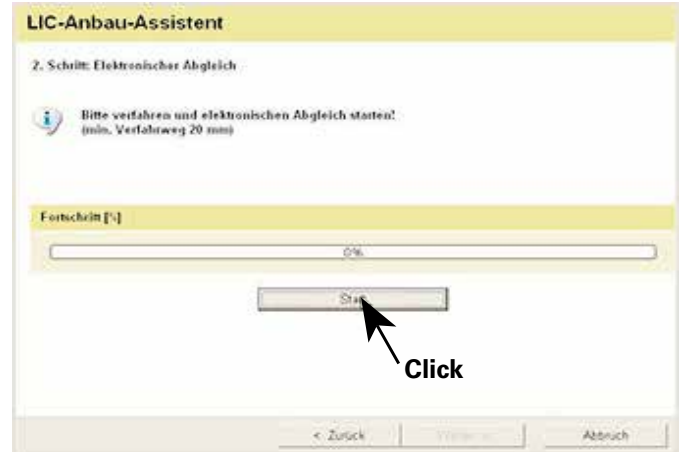 LIC-Anbau-Assistent
2. Schritt: Elektronischer Abgleich
Bitte verfahren und elektronischen Abgleich starten!
(min. Verfahrweg 20 mm)
Fortschritt [%]
0%
Start
Click
< Zurück Abbruch